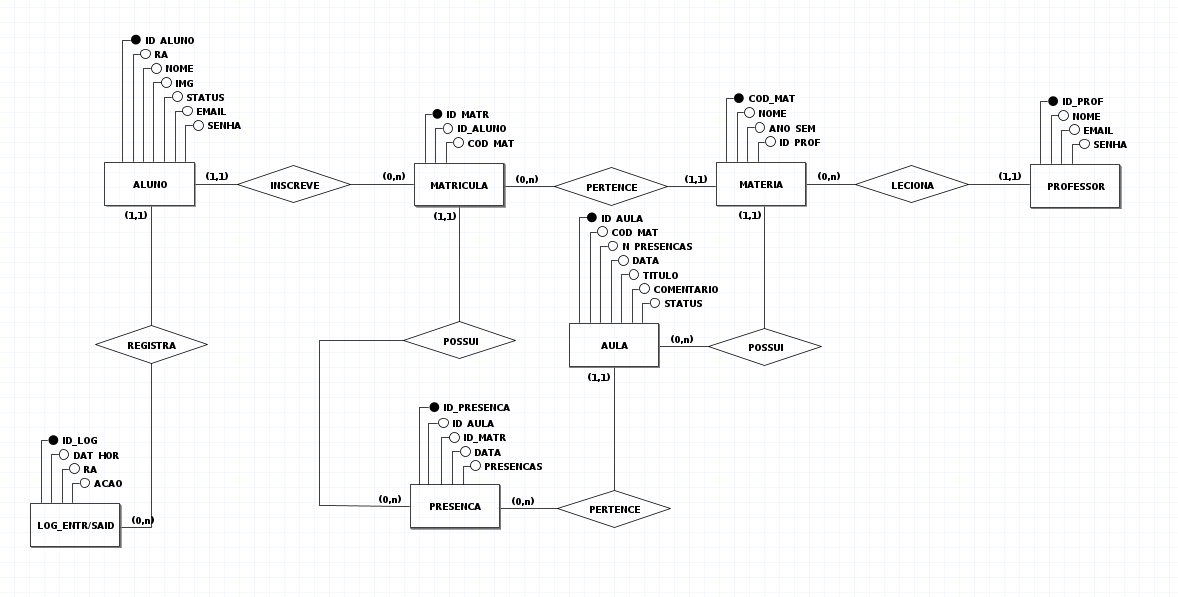 ID_ALUNO
RA
NOME
IMG
STATUS
EMAIL
SENHA
ALUNO
(1,1)
INSCREVE
(0,n)
ID_MATR
ID_ALUNO
COD_MAT
MATRICULA
(0,n)
PERTENCE
(1,1)
COD_MAT
NOME
ANO_SEM
ID_PROF
MATERIA
(0,n)
LECIONA
(1,1)
ID_PROF
NOME
EMAIL
SENHA
PROFESSOR
(1,1)
(1,1)
(1,1)
ID_AULA
COD_MAT
N_PRESENCAS
DATA
TITULO
COMENTARIO
STATUS
AULA
(0,n)
POSSUI
REGISTRA
POSSUI
(1,1)
ID_PRESENCA
ID_AULA
ID_MATR
DATA
PRESENCAS
(0,n)
PRESENCA
(0,n)
PERTENCE
ID_LOG
DAT_HOR
RA
ACAO
LOG_ENTR/SAID
(0,n)